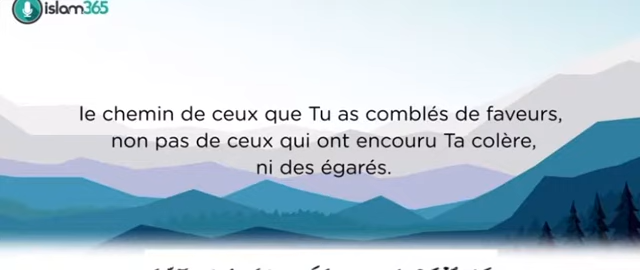 islam365
le chemin de ceux que Tu as comblés de faveurs,
non pas de ceux qui ont encouru Ta colère,
ni des égarés.